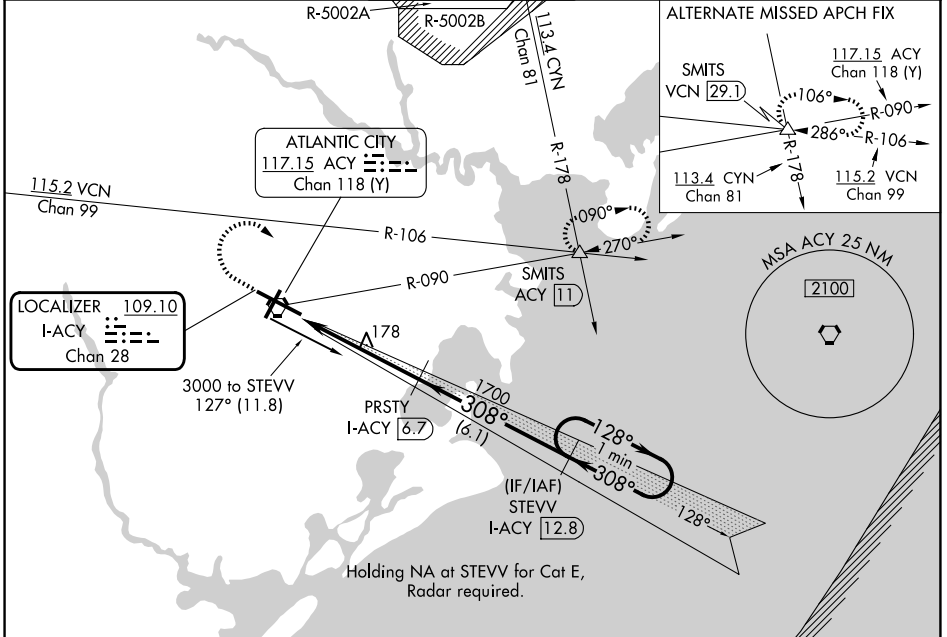 R-5002A
R-5002B
113.4 CYN
Chan 81
R-178
ALTERNATE MISSED APCH FIX
SMITS
VCN 29.1
117.15 ACY
Chan 118 (Y)
106°
R-090
286°
R-106
R-178
113.4 CYN
Chan 81
115.2 VCN
Chan 99
ATLANTIC CITY
117.15 ACY
Chan 118 (Y)
115.2 VCN
Chan 99
R-106
090°
270°
R-090
SMITS
ACY 11
MSA ACY 25 NM
2100
LOCALIZER 109.10
I-ACY
Chan 28
178
3000 to STEVV
127° (11.8)
PRSTY
I-ACY 6.7
1700
308°
(6.1)
128°
1 min
308°
128°
(IF/IAF)
STEVV
I-ACY 12.8
Holding NA at STEVV for Cat E,
Radar required.